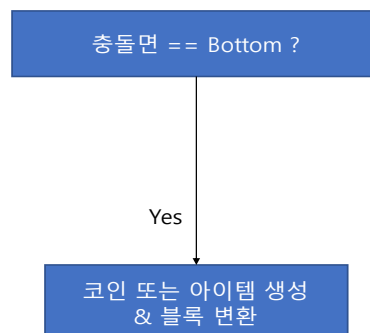 충돌면 == Bottom ?
Yes
코인 또는 아이템 생성
& 블록 변환